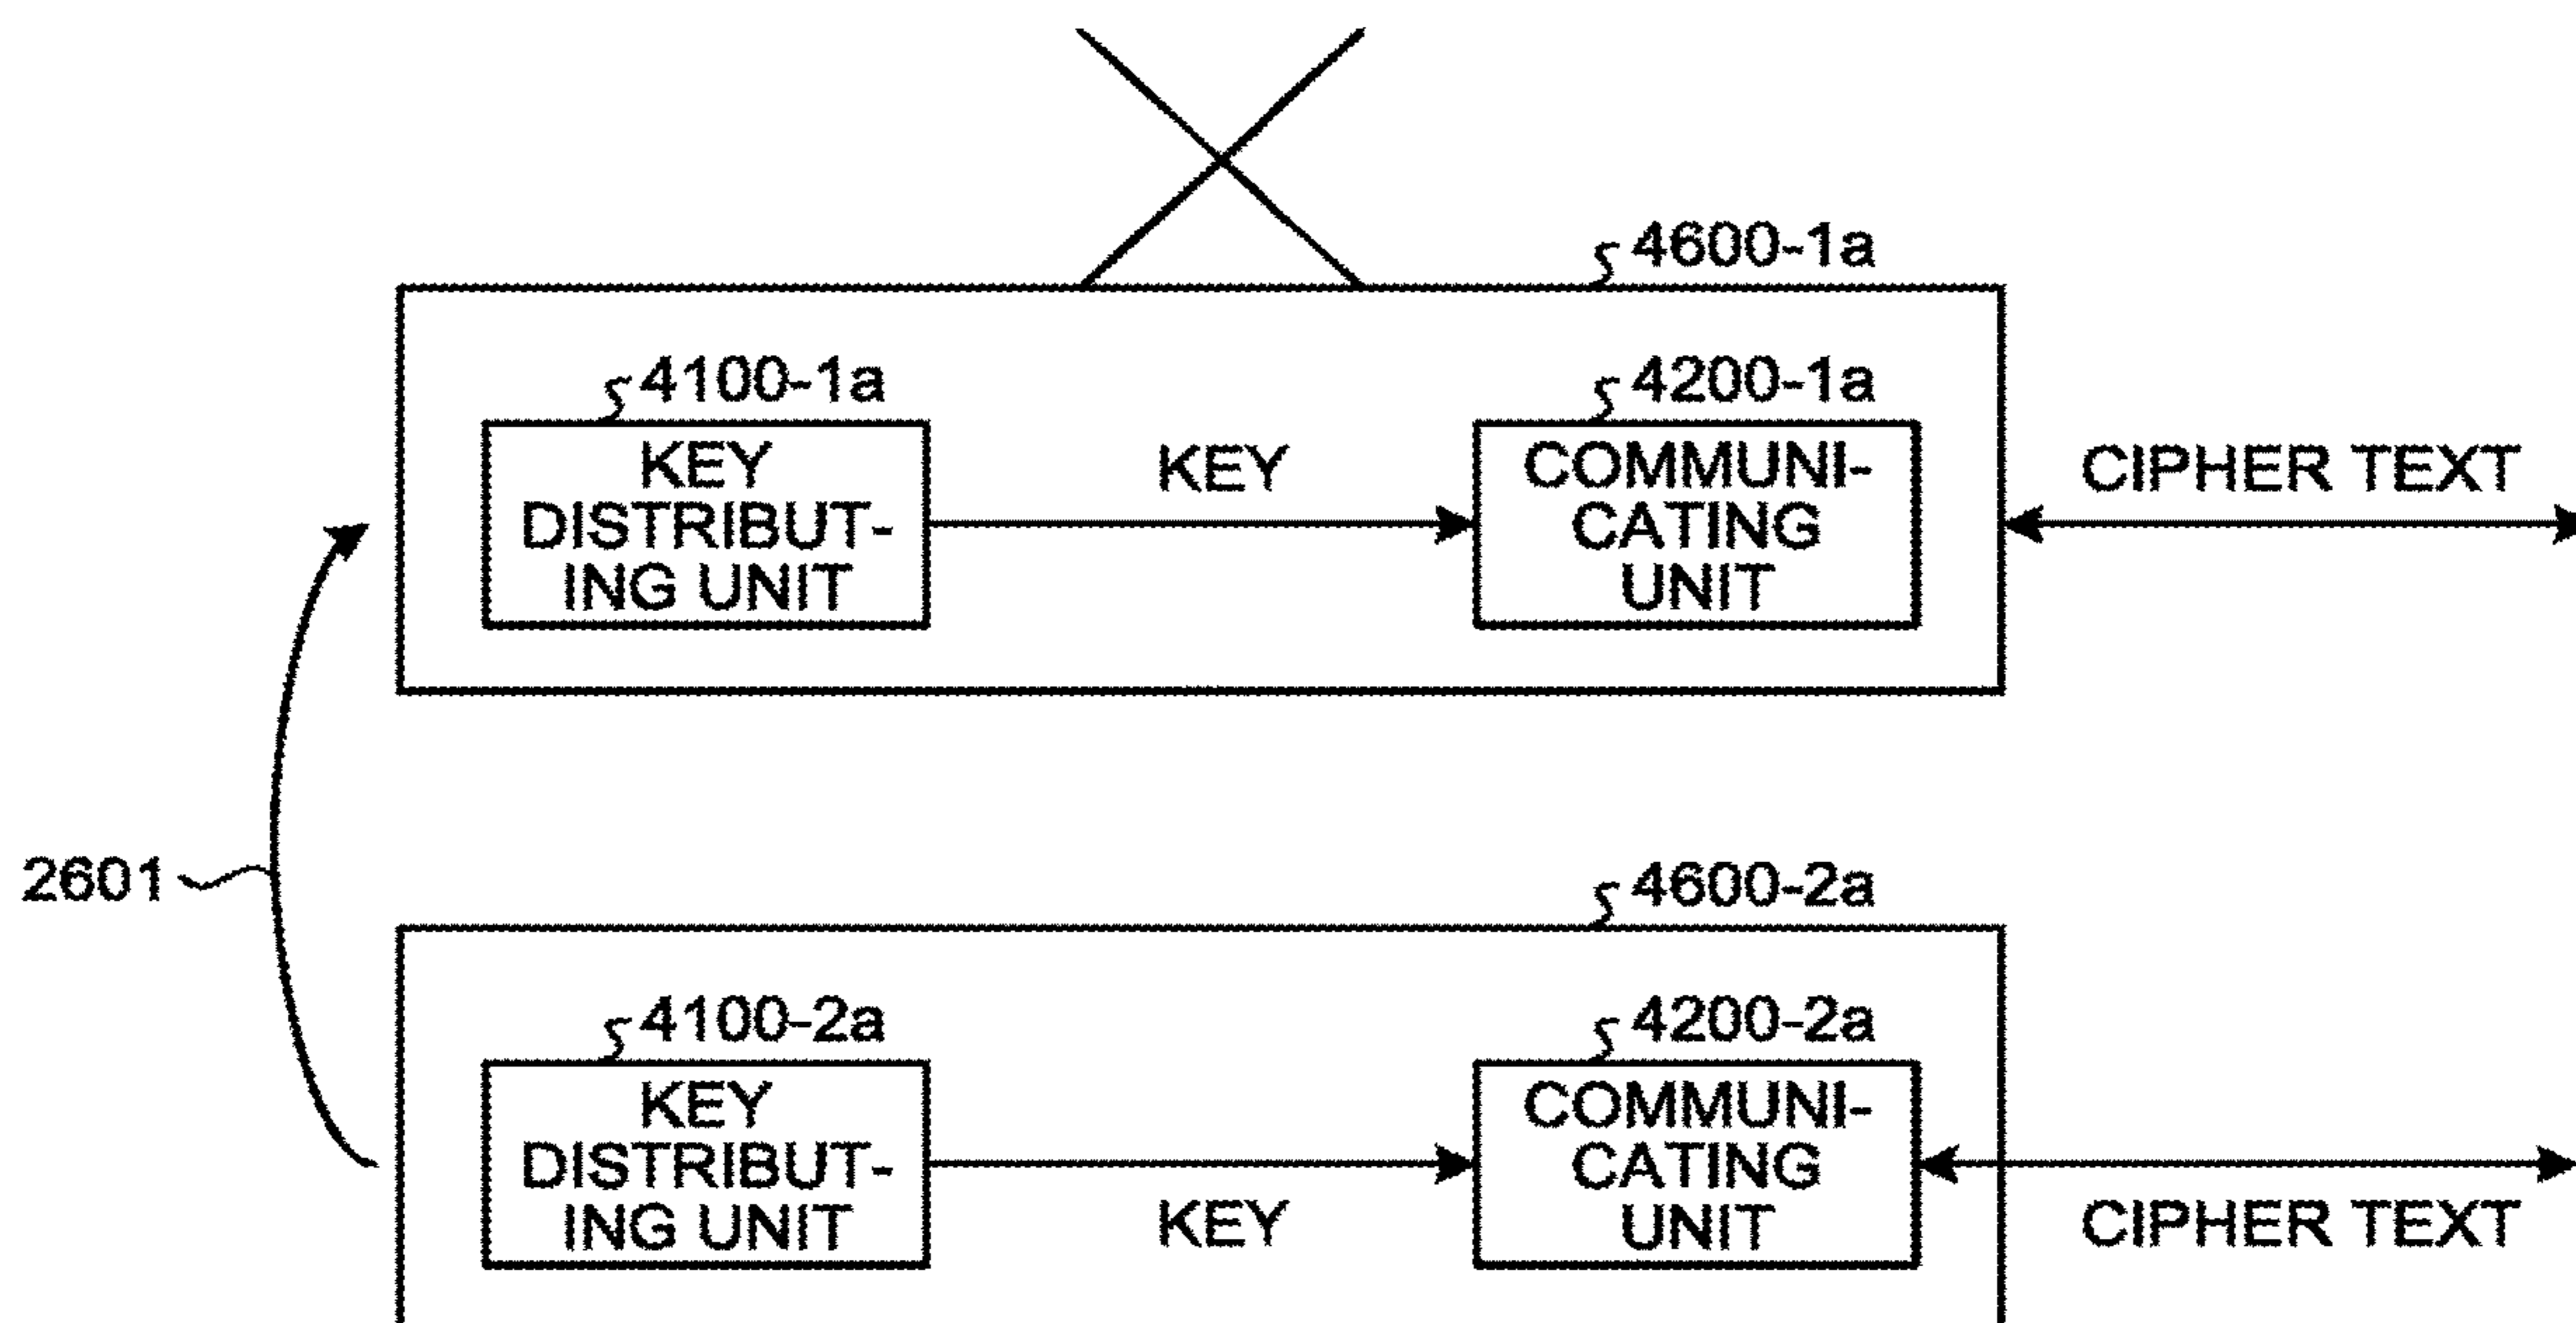 4600-1a
4100-1a
4200-1a
KEY
DISTRIBUT-
ING UNIT
KEY
COMMUNI-
CATING
UNIT
CIPHER TEXT
2601
4600-2a
4100-2a
4200-2a
KEY
DISTRIBUT-
ING UNIT
KEY
COMMUNI-
CATING
UNIT
CIPHER TEXT